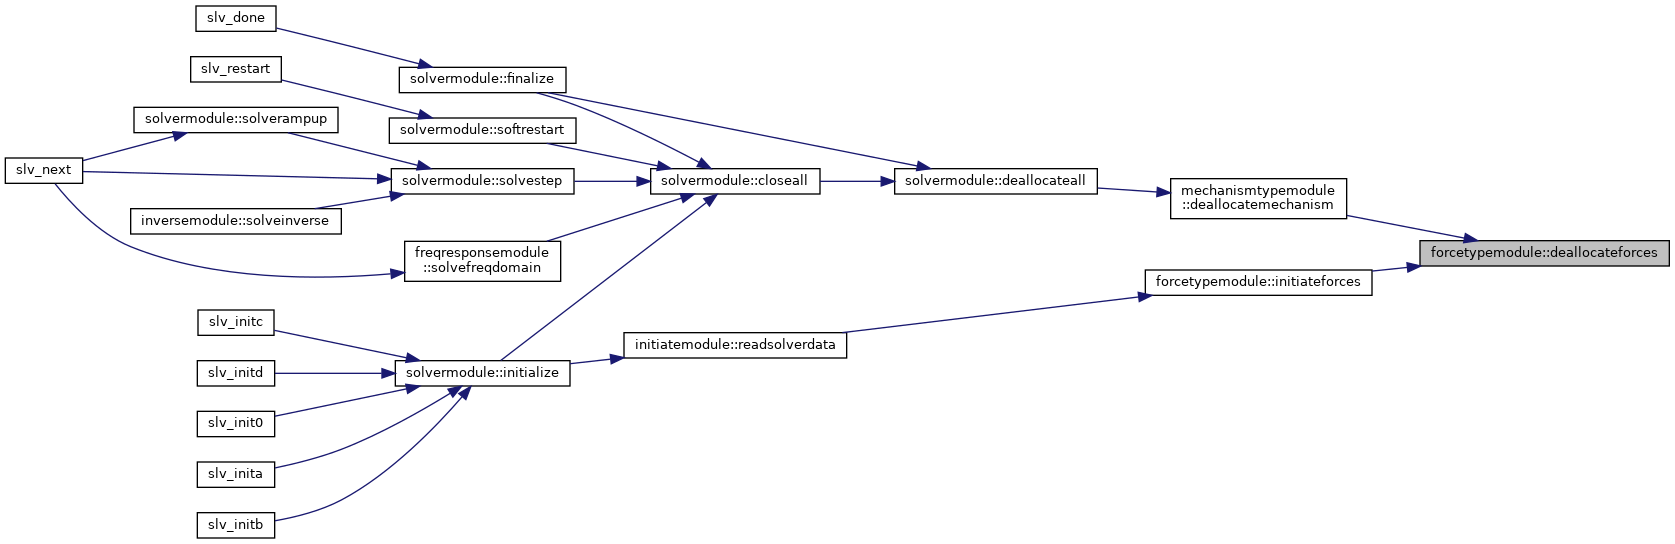 slv_done
slv_restart
solvermodule::finalize
solvermodule::solverampup
solvermodule::softrestart
slv_next
solvermodule::solvestep
solvermodule::closeall
solvermodule::deallocateall
mechanismtypemodule
::deallocatemechanism
inversemodule::solveinverse
freqresponsemodule
::solvefreqdomain
forcetypemodule::deallocateforces
forcetypemodule::initiateforces
slv_initc
initiatemodule::readsolverdata
slv_initd
solvermodule::initialize
slv_init0
slv_inita
slv_initb